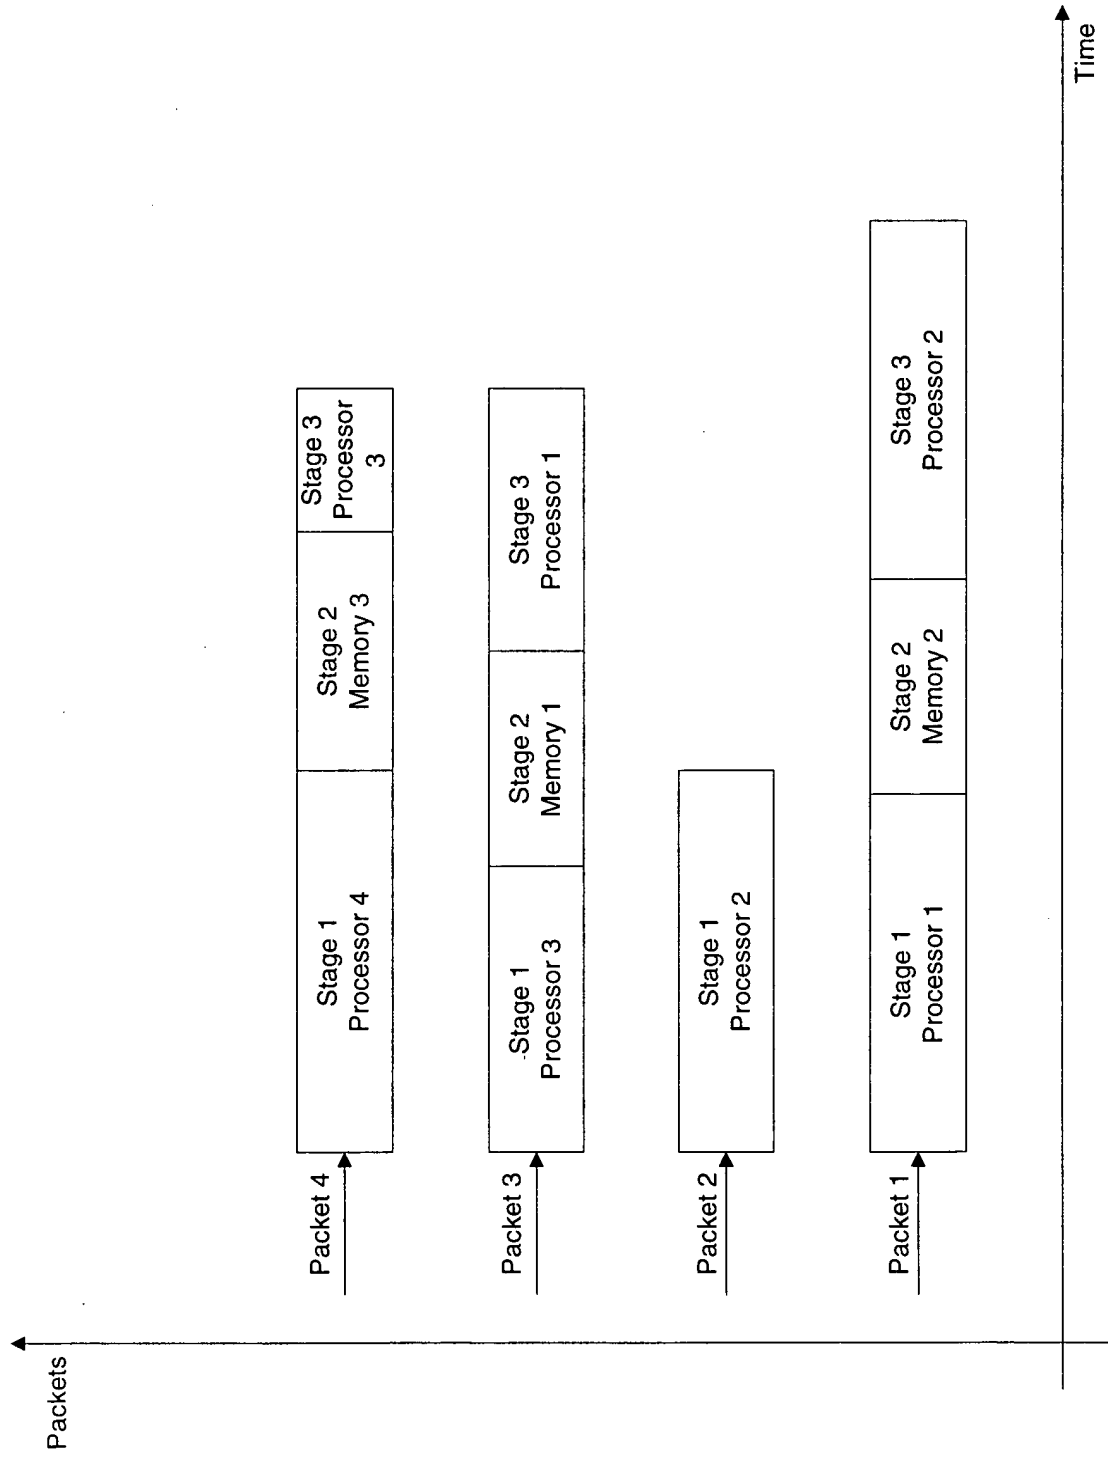 Packets
Packet 4
Stage 1
Processor 4
Stage 2
Memory 3
Stage 3
Processor
3
Packet 3
Stage 1
Processor 3
Stage 2
Memory 1
Stage 3
Processor 1
Packet 2
Stage 1
Processor 2
Packet 1
Stage 1
Processor 1
Stage 2
Memory 2
Stage 3
Processor 2
Time